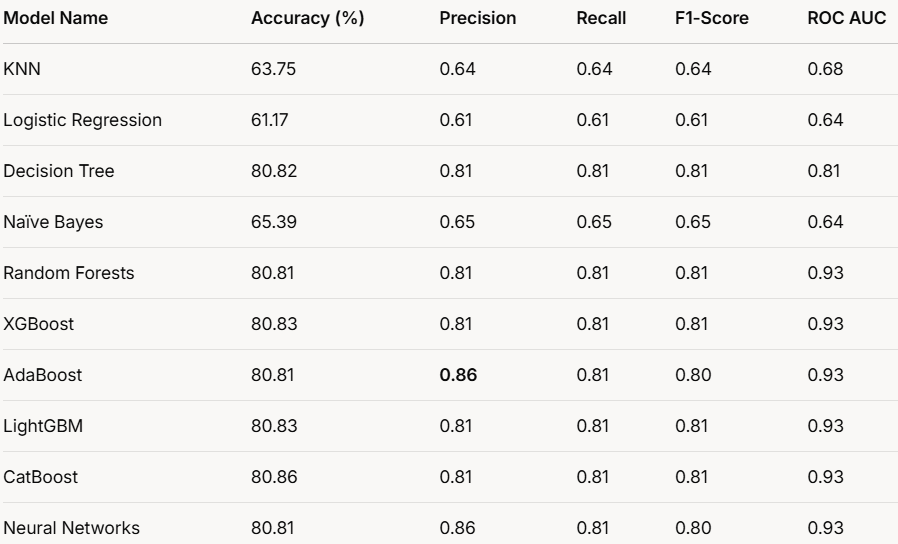 Model Name Accuracy (%) Precision Recall F1-Score ROC AUC
KNN 63.75 0.64 0.64 0.64 0.68
Logistic Regression 61.17 0.61 0.61 0.61 0.64
Decision Tree 80.82 0.81 0.81 0.81 0.81
Naïve Bayes 65.39 0.65 0.65 0.65 0.64
Random Forests 80.81 0.81 0.81 0.81 0.93
XGBoost 80.83 0.81 0.81 0.81 0.93
AdaBoost 80.81 0.86 0.81 0.80 0.93
LightGBM 80.83 0.81 0.81 0.81 0.93
CatBoost 80.86 0.81 0.81 0.81 0.93
Neural Networks 80.81 0.86 0.81 0.80 0.93